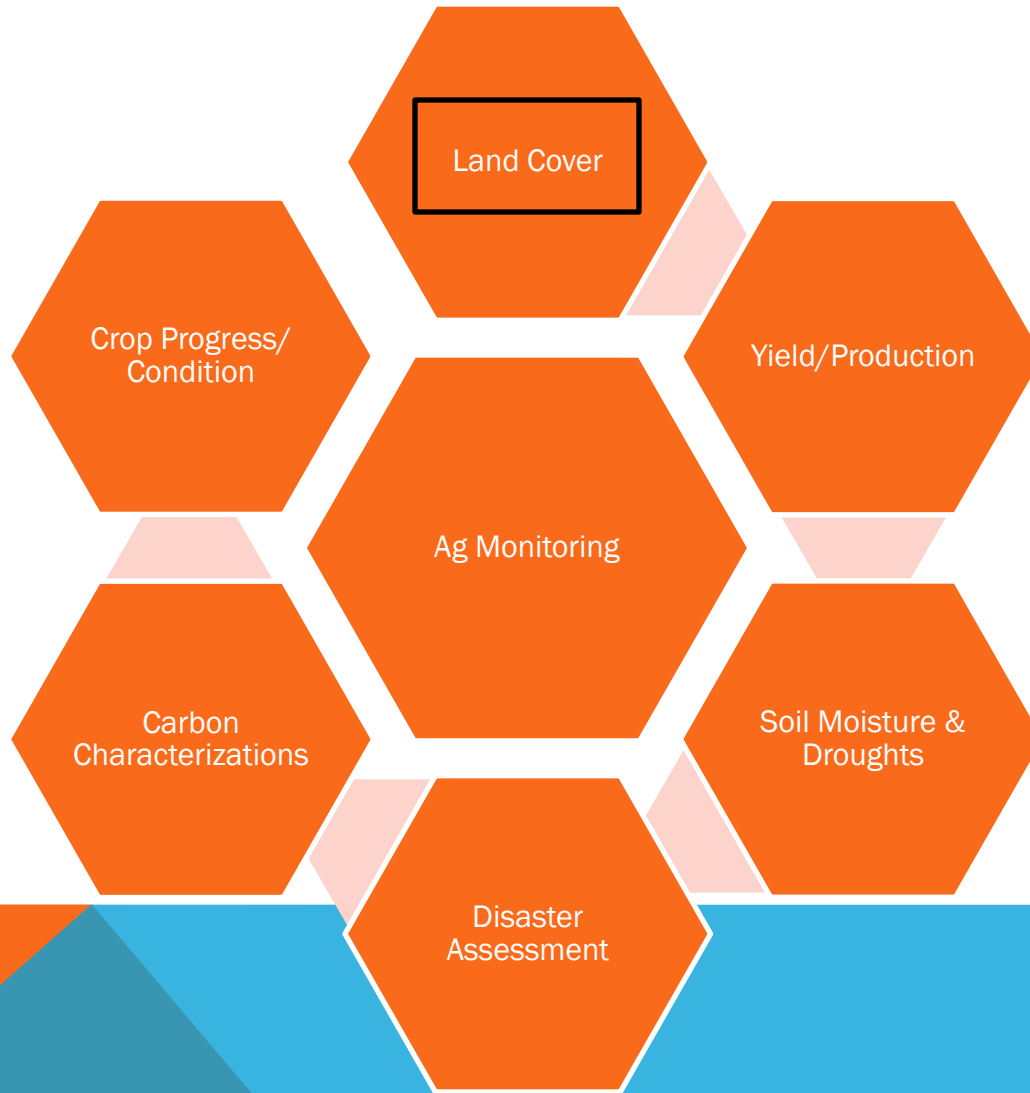 Land Cover
Crop Progress/
Condition
Yield/Production
Ag Monitoring
Carbon
Characterizations
Soil Moisture &
Droughts
Disaster
Assessment